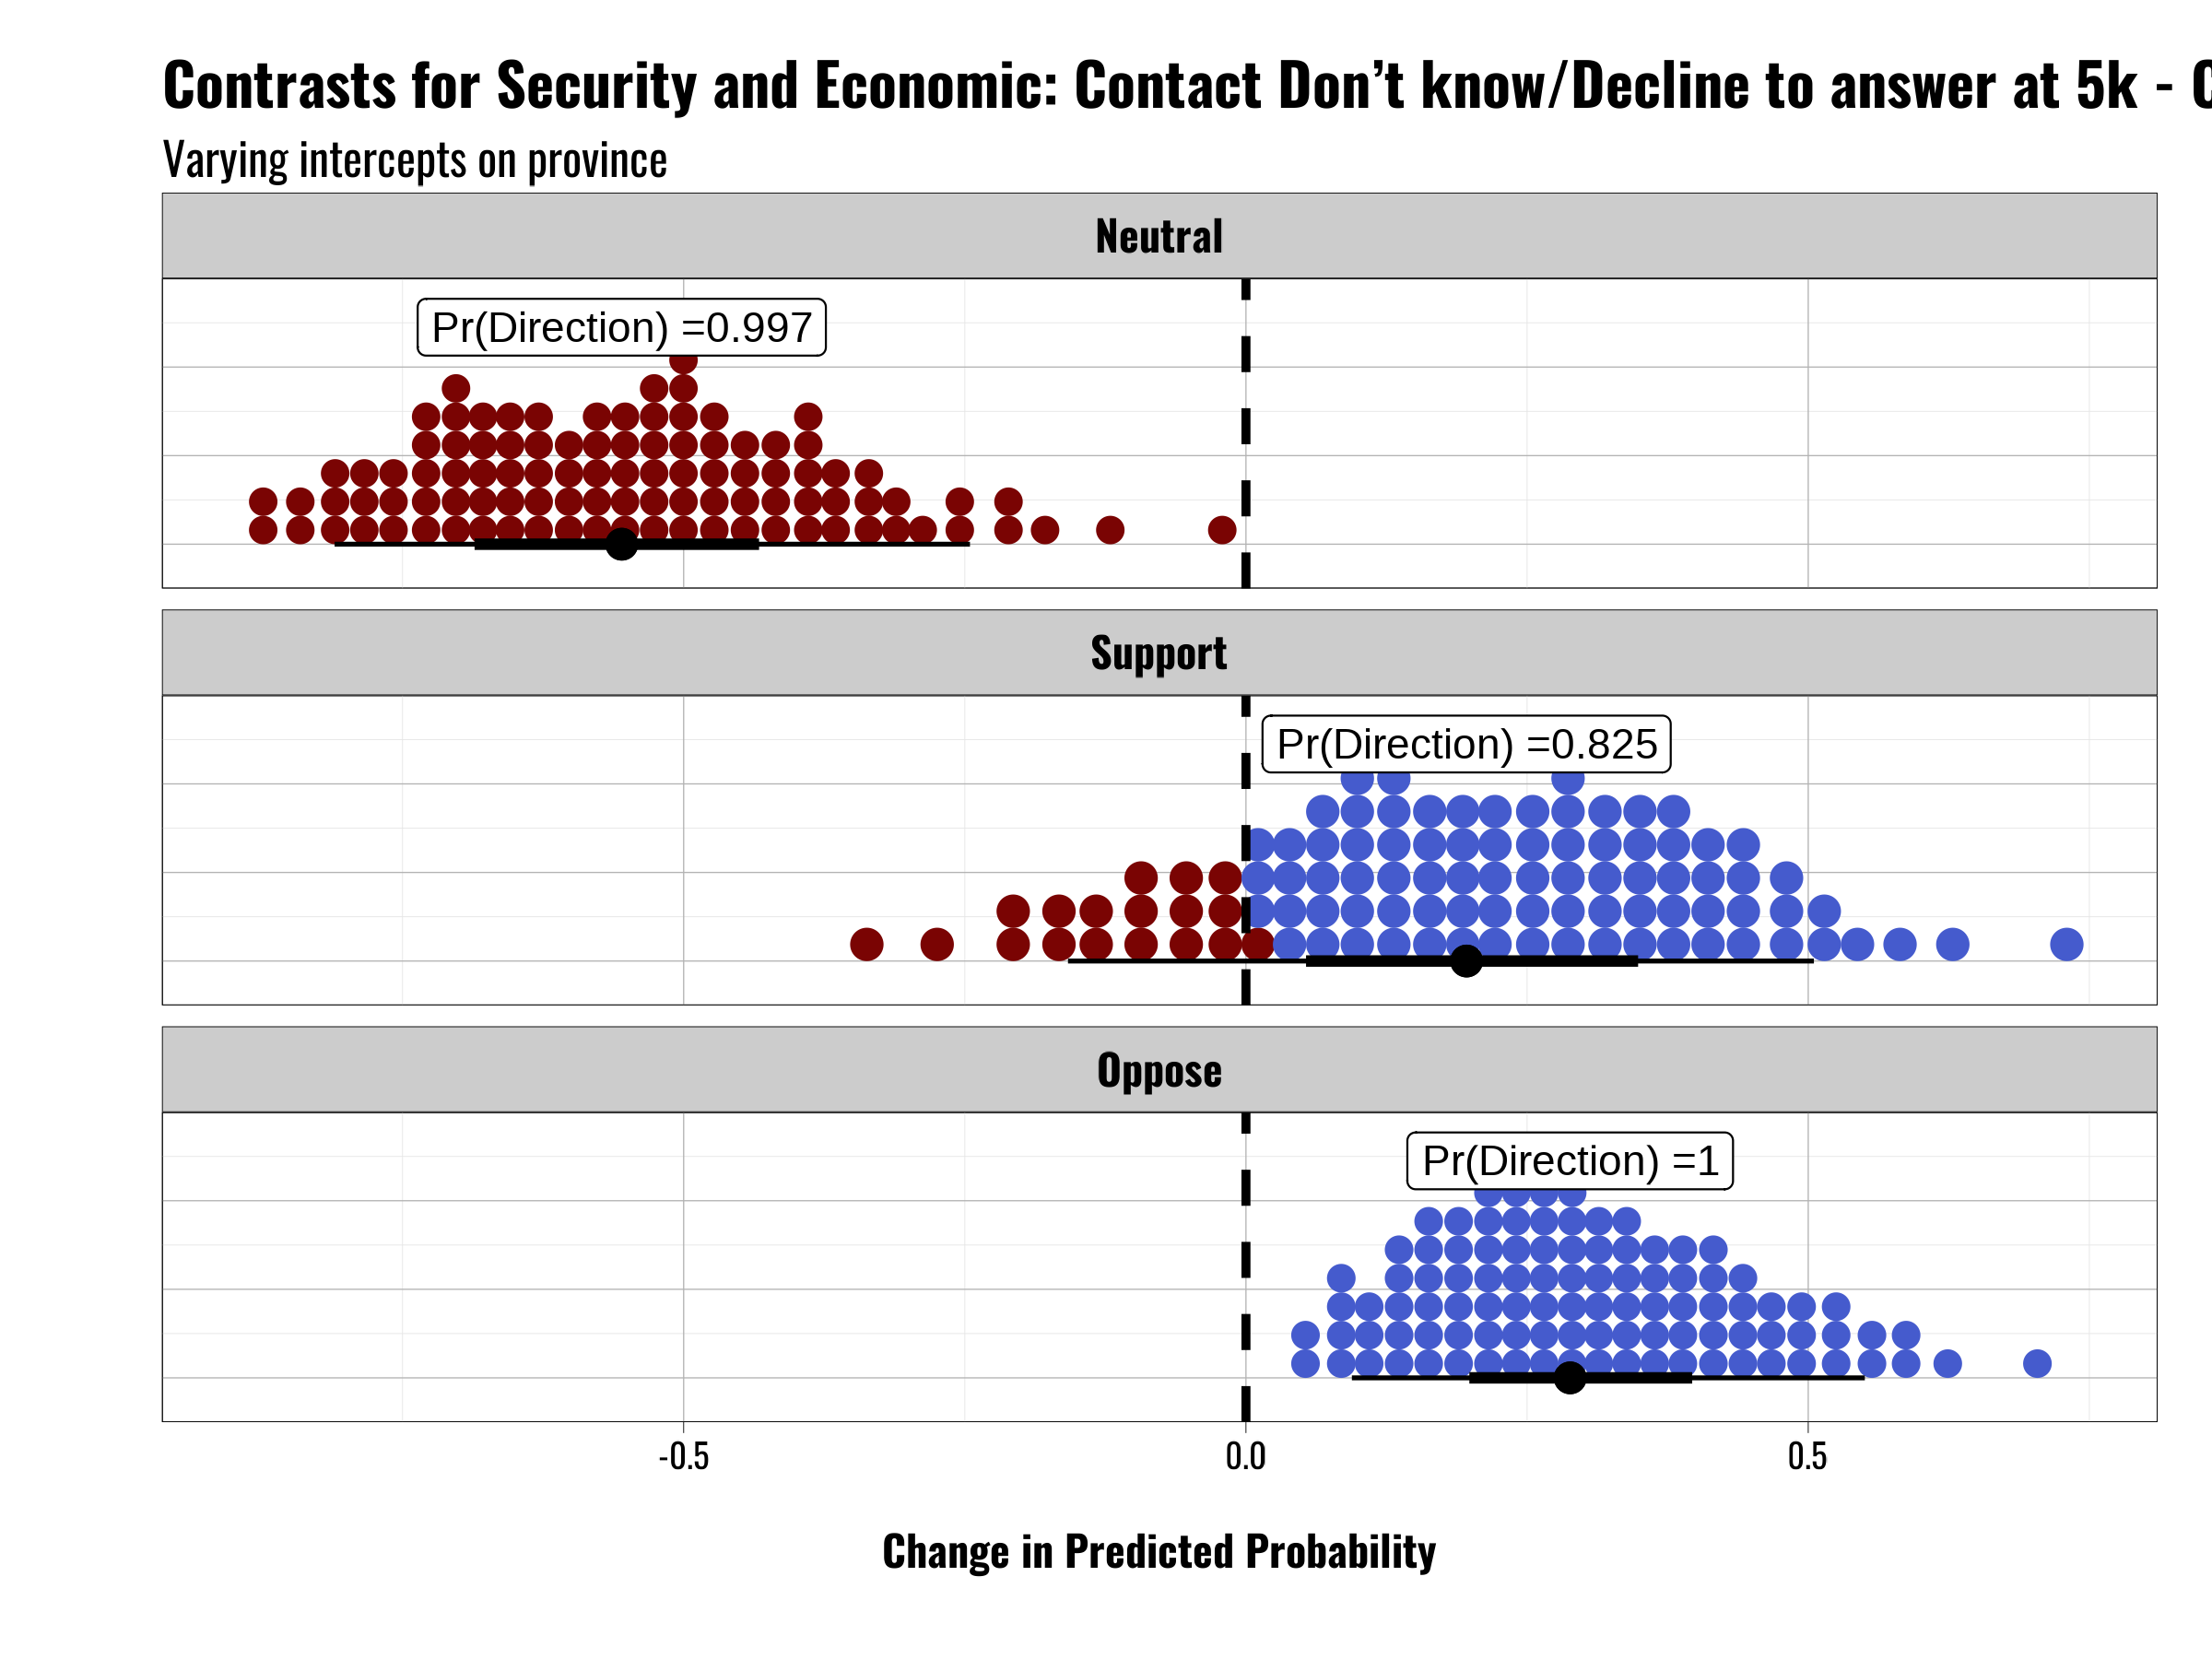 Contrasts for Security and Economic: Contact Don’t know/Decline to answer at 5k -
Varying intercepts on province
Neutral
Pr(Direction) =0.997
Support
Pr(Direction) =0.825
Oppose
Pr(Direction) =1
-0.5 0.0 0.5
Change in Predicted Probability